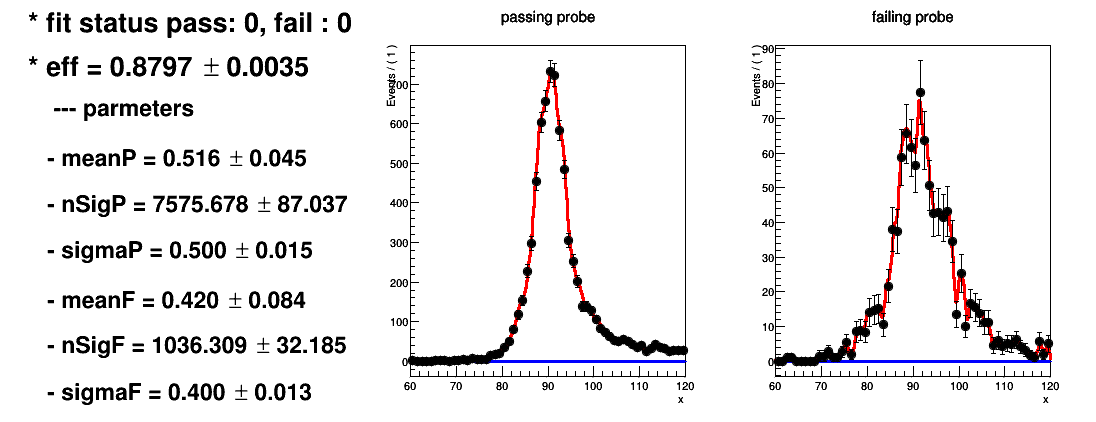 * fit status pass: 0, fail : 0
* eff = 0.8797 ± 0.0035
--- parmeters
- meanP = 0.516 ± 0.045
- nSigP = 7575.678 ± 87.037
- sigmaP = 0.500 ± 0.015
- meanF = 0.420 ± 0.084
- nSigF = 1036.309 ± 32.185
- sigmaF = 0.400 ± 0.013
passing probe
Events / ( 1 )
700
600
500
400
300
200
100
0
60 70 80 90 100 110 120
x
failing probe
Events / ( 1 )
90
80
70
60
50
40
30
20
10
0
60 70 80 90 100 110 120
x